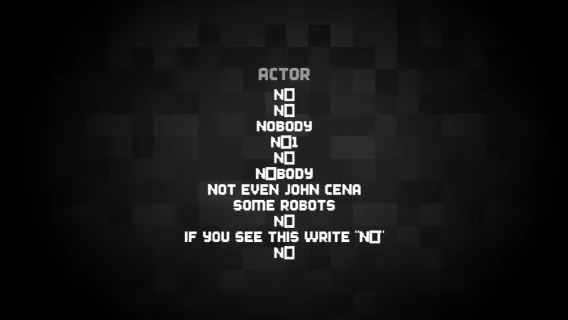 ACTOR
N□
N□
NOBODY
N□1
N□
N□BODY
NOT EVEN JOHN CENA
SOME ROBOTS
N□
IF YOU SEE THIS WRITE "N□"
N□